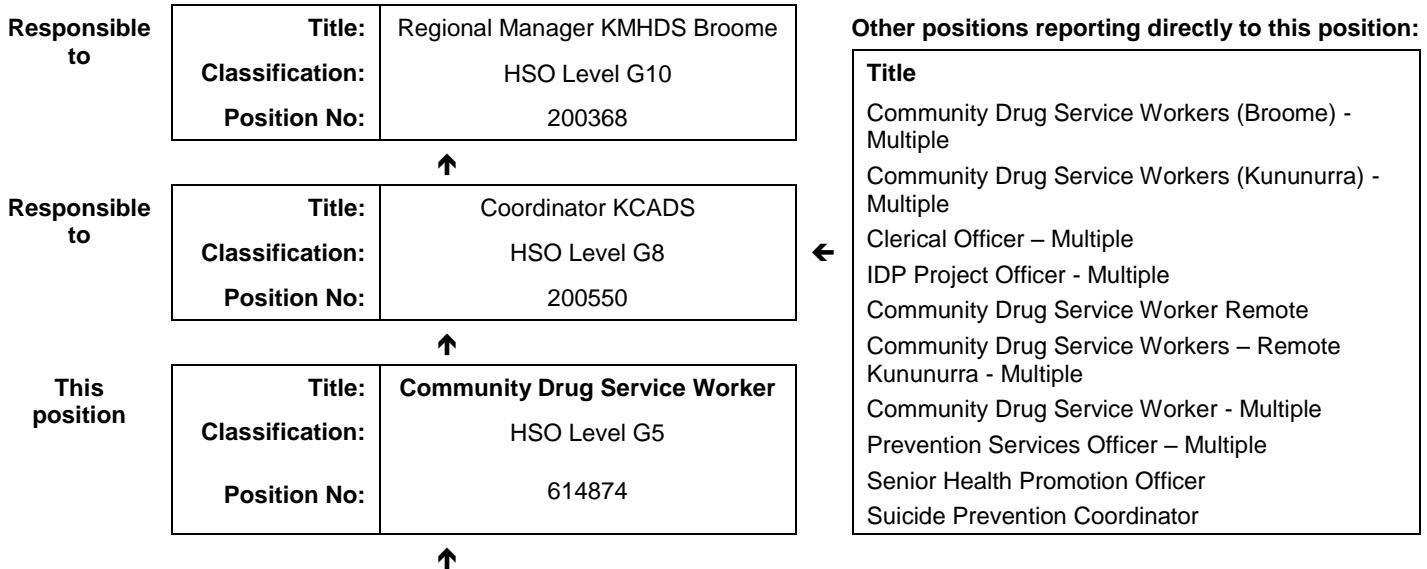 Responsible
to
Title: Regional Manager KMHDS Broome
Classification: HSO Level G10
Position No: 200368
🡩
Responsible
to
Title: Coordinator KCADS
Classification: HSO Level G8
Position No: 200550
🡩
This
position
Title: Community Drug Service Worker
Classification: HSO Level G5
Position No: 614874
🡩
🡨
Other positions reporting directly to this position:
Title
Community Drug Service Workers (Broome) -
Multiple
Community Drug Service Workers (Kununurra) -
Multiple
Clerical Officer – Multiple
IDP Project Officer - Multiple
Community Drug Service Worker Remote
Community Drug Service Workers – Remote
Kununurra - Multiple
Community Drug Service Worker - Multiple
Prevention Services Officer – Multiple
Senior Health Promotion Officer
Suicide Prevention Coordinator